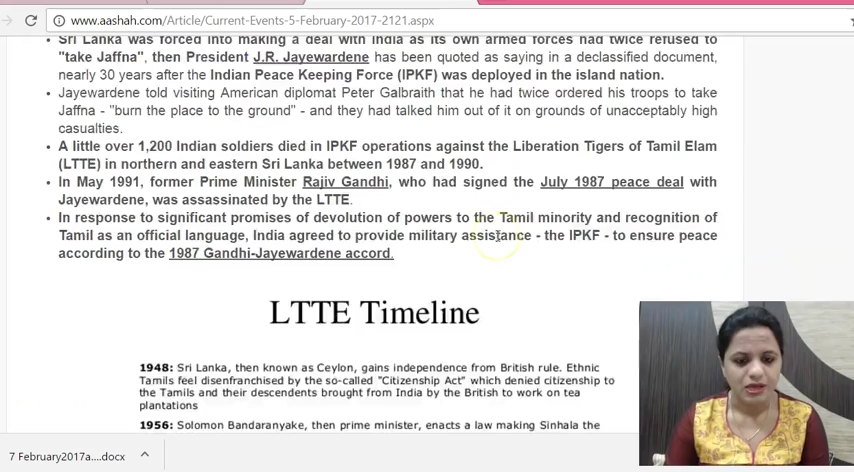 www.aashah.com/Article/Current-Events-5-February-2017-2121.aspx
• Sri Lanka was forced into making a deal with India as its own armed forces had twice refused to
"take Jaffna", then President J.R. Jayewardene has been quoted as saying in a declassified document,
nearly 30 years after the Indian Peace Keeping Force (IPKF) was deployed in the island nation.
• Jayewardene told visiting American diplomat Peter Galbraith that he had twice ordered his troops to take
Jaffna - "burn the place to the ground" - and they had talked him out of it on grounds of unacceptably high
casualties.
• A little over 1,200 Indian soldiers died in IPKF operations against the Liberation Tigers of Tamil Elam
(LTTE) in northern and eastern Sri Lanka between 1987 and 1990.
• In May 1991, former Prime Minister Rajiv Gandhi, who had signed the July 1987 peace deal with
Jayewardene, was assassinated by the LTTE.
• In response to significant promises of devolution of powers to the Tamil minority and recognition of
Tamil as an official language, India agreed to provide military assistance - the IPKF - to ensure peace
according to the 1987 Gandhi-Jayewardene accord.
LTTE Timeline
1948: Sri Lanka, then known as Ceylon, gains independence from British rule. Ethnic
Tamils feel disenfranchised by the so-called "Citizenship Act" which denied citizenship to
the Tamils and their descendents brought from India by the British to work on tea
plantations
1956: Solomon Bandaranyake, then prime minister, enacts a law making Sinhala the
7 February2017a....docx